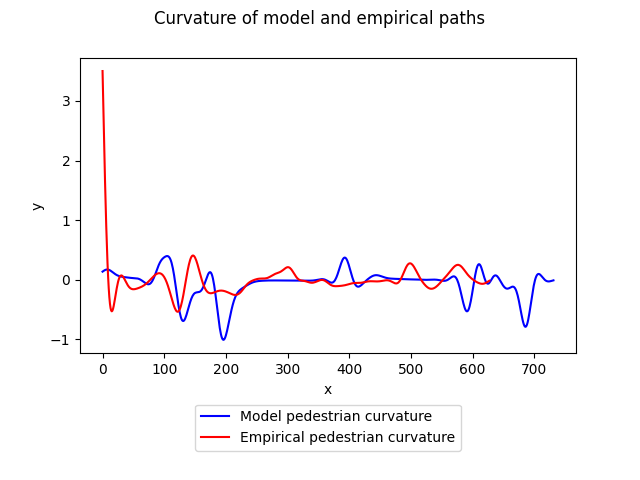 Curvature of model and empirical paths
3
2
1
0
−1
y
0 100 200 300 400 500 600 700
x
Model pedestrian curvature
Empirical pedestrian curvature